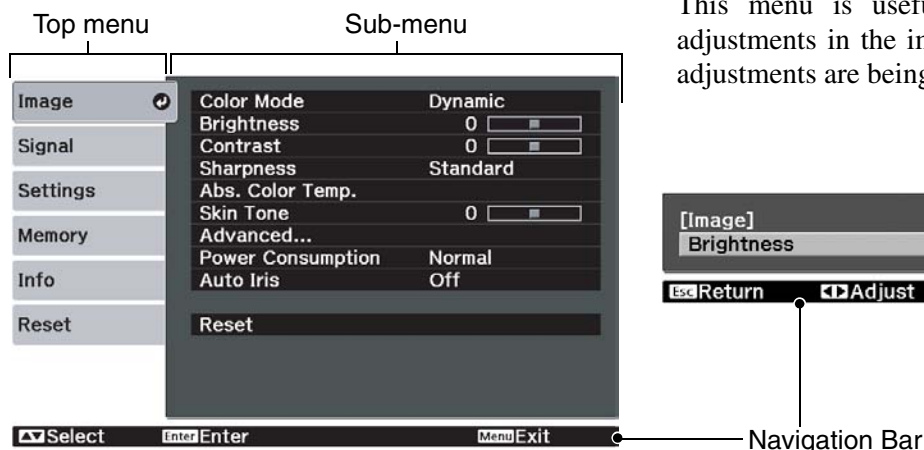 Top menu
Sub-menu
Image
Signal
Settings
Memory
Info
Reset
Color Mode Dynamic
Brightness 0
Contrast 0
Sharpness Standard
Abs. Color Temp.
Skin Tone 0
Advanced...
Power Consumption Normal
Auto Iris Off
Reset
Select Enter Enter Menu Exit
This menu is
adjustments in the
adjustments are being
[Image]
Brightness
Esc Return Adjust
Navigation Bar